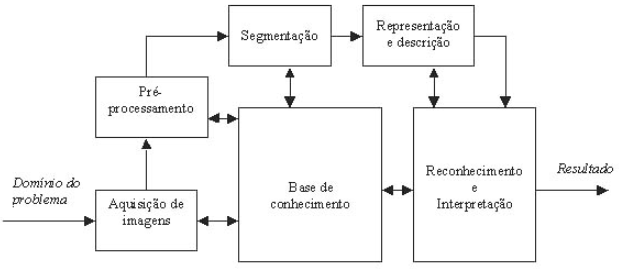 Segmentação
Representação
e descrição
Pré-
processamento
Domínio do
problema
Aquisição de
imagens
Base de
conhecimento
Reconhecimento
e
Interpretação
Resultado